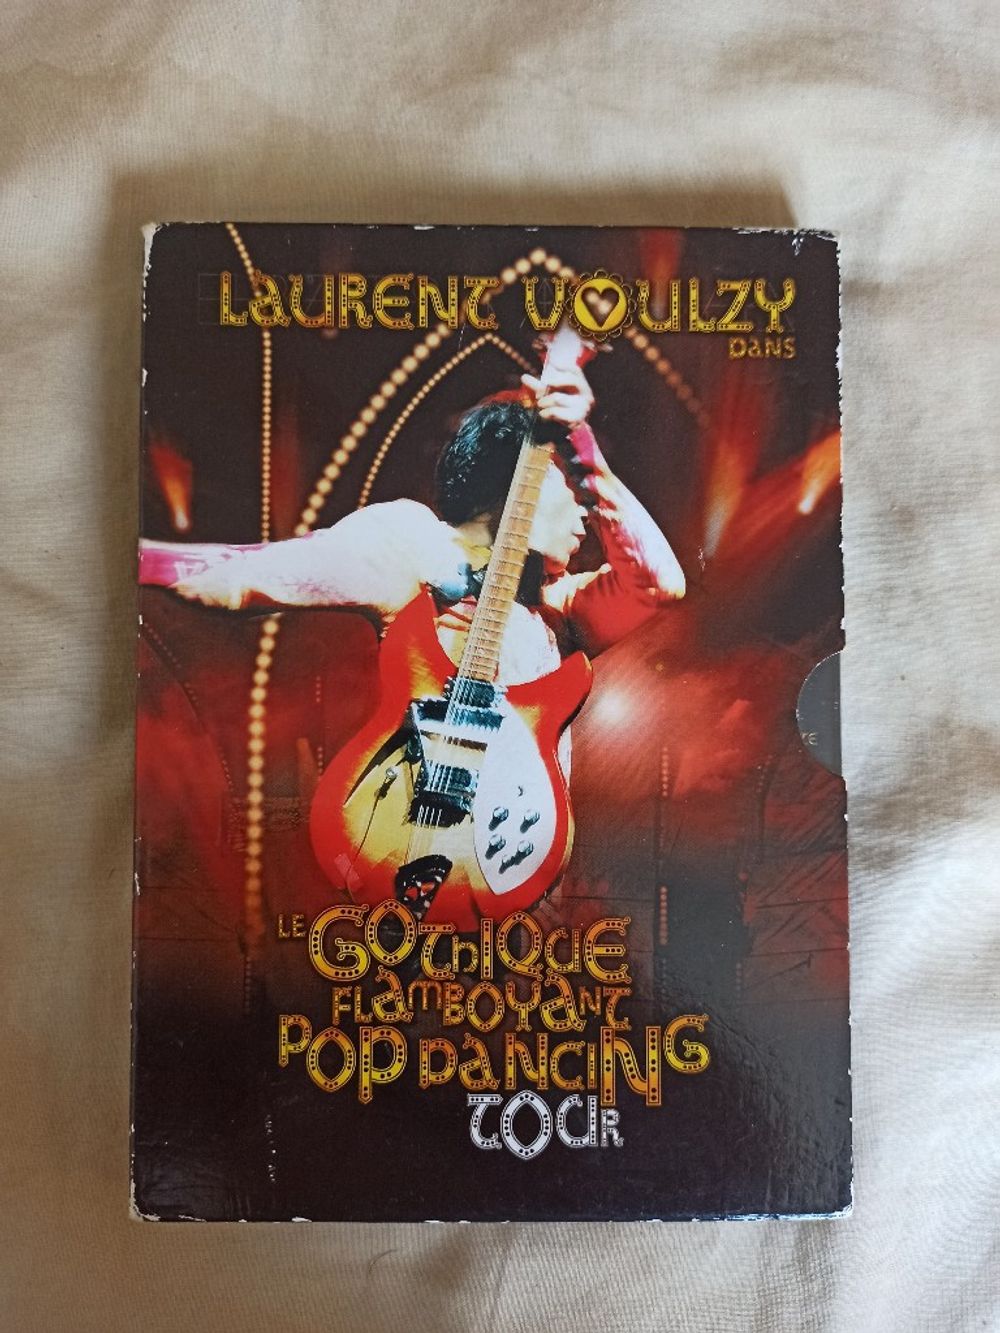 LAURENT VOULZY
DANS
LE GOTHIQUE
FLAMBOYANT
POP DANCING
TOUR